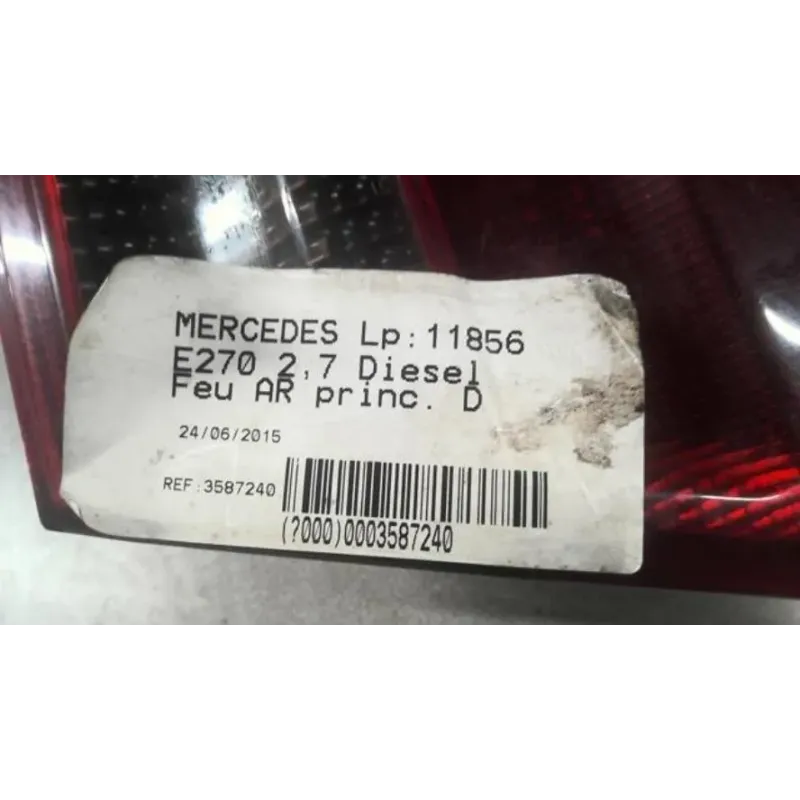 MERCEDES Lp:11856
E270 2,7 Diesel
Feu AR princ. D
24/06/2015
REF:3587240
(?000)0003587240